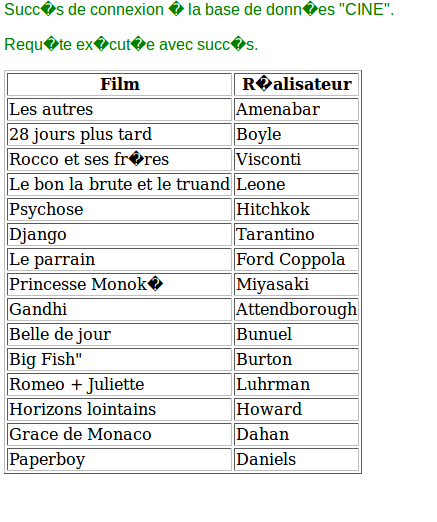 Succ�s de connexion � la base de donn�es "CINE".
Requ�te ex�cut�e avec succ�s.
Film R�alisateur
Les autres Amenabar
28 jours plus tard Boyle
Rocco et ses fr�res Visconti
Le bon la brute et le truand Leone
Psychose Hitchkok
Django Tarantino
Le parrain Ford Coppola
Princesse Monok� Miyasaki
Gandhi Attendborough
Belle de jour Bunuel
Big Fish" Burton
Romeo + Juliette Luhrman
Horizons lointains Howard
Grace de Monaco Dahan
Paperboy Daniels